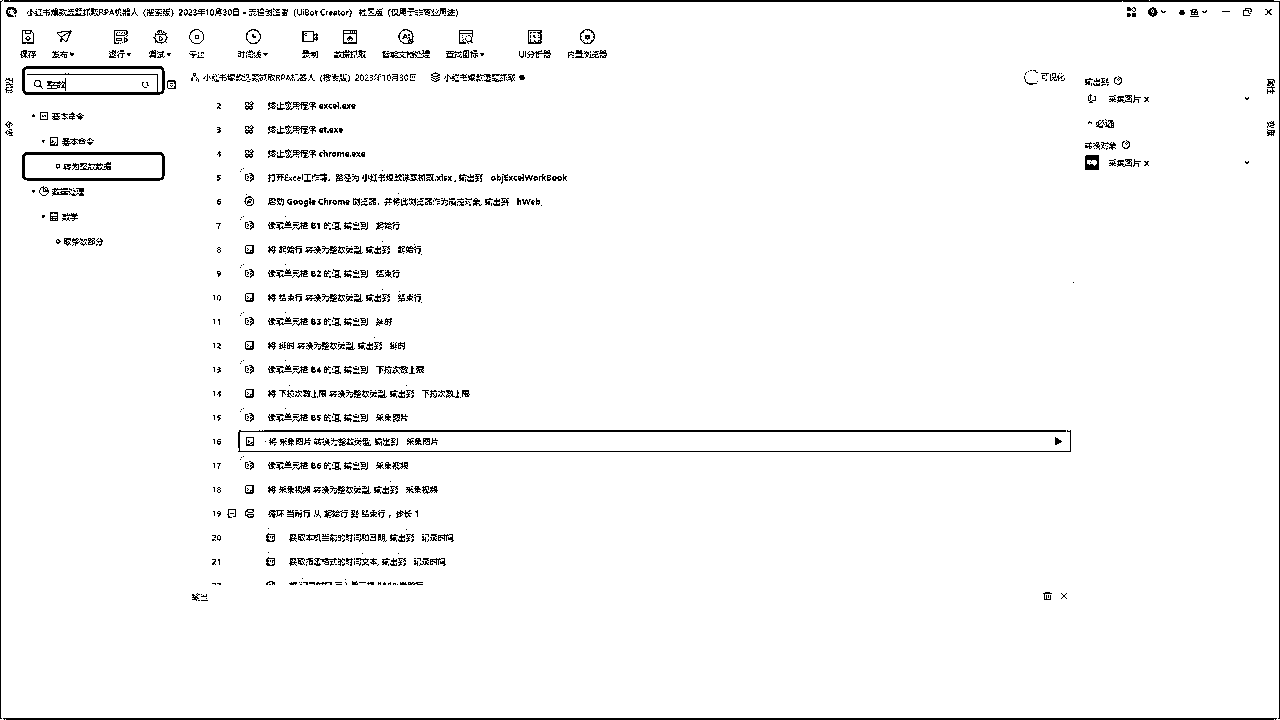 小红书爆款选题抓取RPA机器人（搜索版）2023年10月30日 - 流程创造者（UiBot Creator） 社区版（仅用于非商业用途）
保存 发布 运行 调试 停止 时间线 录制 数据抓取 智能文档处理 查找图标 UI分析器 内置浏览器
小红书爆款选题抓取RPA机器人（搜索版）2023年10月30日 小红书爆款选题抓取 可视化
整数
基本命令
基本命令
转为整数数据
数据处理
数学
取整数部分
2 终止应用程序 excel.exe
3 终止应用程序 et.exe
4 终止应用程序 chrome.exe
5 打开Excel工作簿，路径为 小红书爆款选题抓取.xlsx , 输出到 objExcelWorkBook
6 启动 Google Chrome 浏览器，并将此浏览器作为操控对象, 输出到 hWeb
7 读取单元格 B1 的值, 输出到 起始行
8 将 起始行 转换为整数类型, 输出到 起始行
9 读取单元格 B2 的值, 输出到 结束行
10 将 结束行 转换为整数类型, 输出到 结束行
11 读取单元格 B3 的值, 输出到 延时
12 将 延时 转换为整数类型, 输出到 延时
13 读取单元格 B4 的值, 输出到 下拉次数上限
14 将 下拉次数上限 转换为整数类型, 输出到 下拉次数上限
15 读取单元格 B5 的值, 输出到 采集图片
16 将 采集图片 转换为整数类型, 输出到 采集图片
17 读取单元格 B6 的值, 输出到 采集视频
18 将 采集视频 转换为整数类型, 输出到 采集视频
19 循环 当前行 从 起始行 到 结束行 , 步长 1
20 获取本机当前的时间和日期, 输出到 记录时间
21 获取指定格式的时间文本, 输出到 记录时间
输出
输出到
采集图片 x
必选
转换对象
采集图片 x
属性
变量